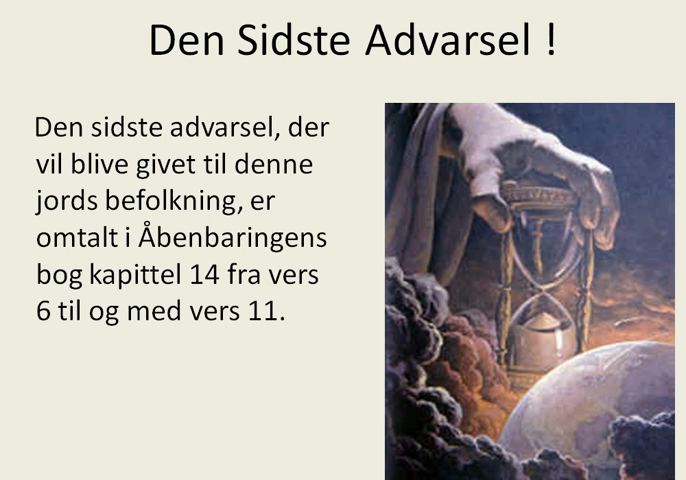 Den Sidste Advarsel !
Den sidste advarsel, der
vil blive givet til denne
jords befolkning, er
omtalt i Åbenbaringens
bog kapittel 14 fra vers
6 til og med vers 11.